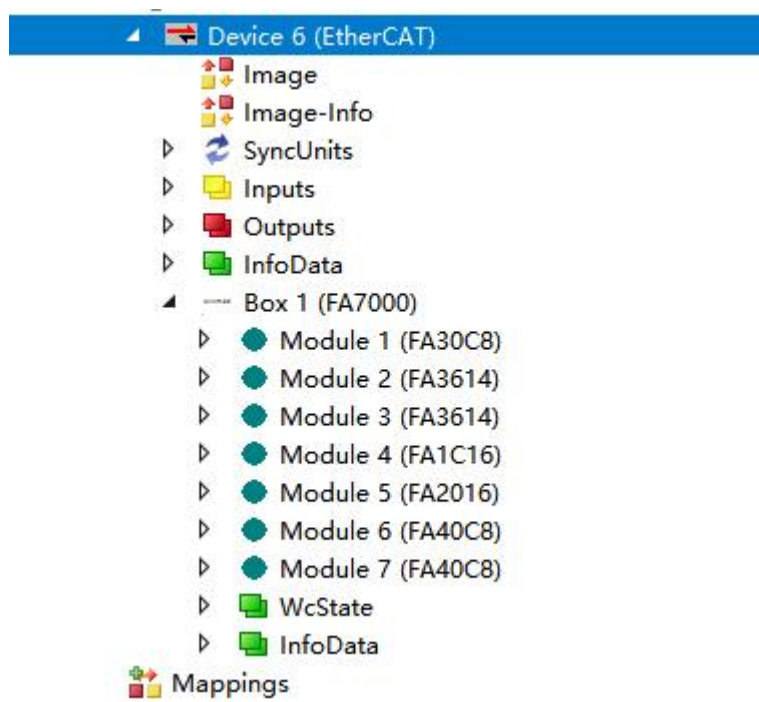 Device 6 (EtherCAT)
Image
Image-Info
SyncUnits
Inputs
Outputs
InfoData
Box 1 (FA7000)
Module 1 (FA30C8)
Module 2 (FA3614)
Module 3 (FA3614)
Module 4 (FA1C16)
Module 5 (FA2016)
Module 6 (FA40C8)
Module 7 (FA40C8)
WcState
InfoData
Mappings